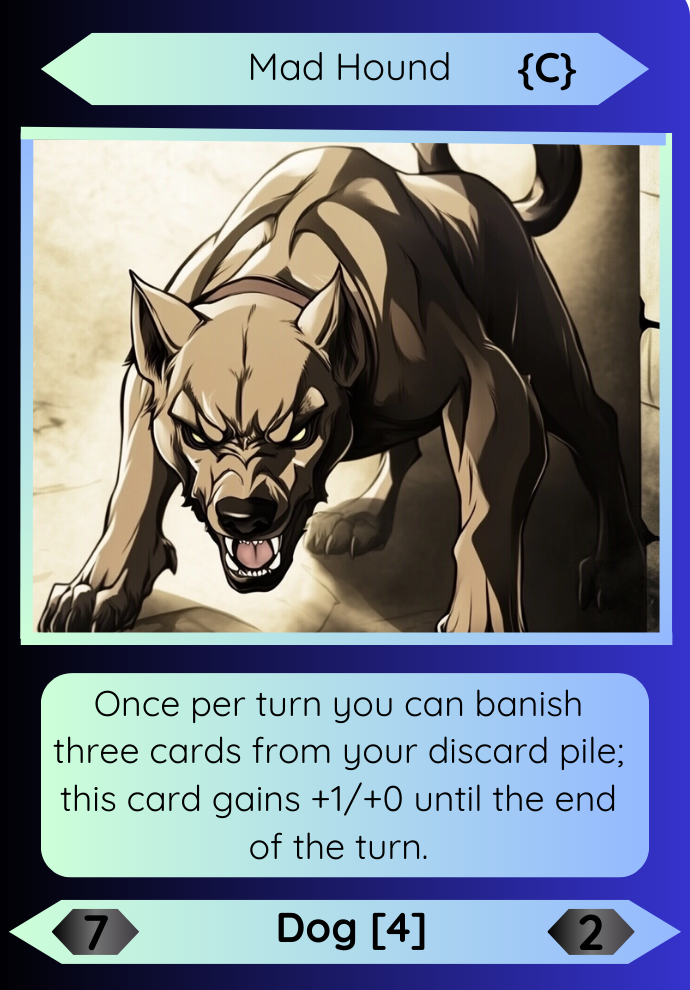 Mad Hound {C}
Once per turn you can banish
three cards from your discard pile;
this card gains +1/+0 until the end
of the turn.
7 Dog [4] 2